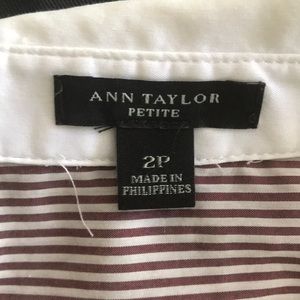 ANN TAYLOR
PETITE
2P
MADE IN
PHILIPPINES